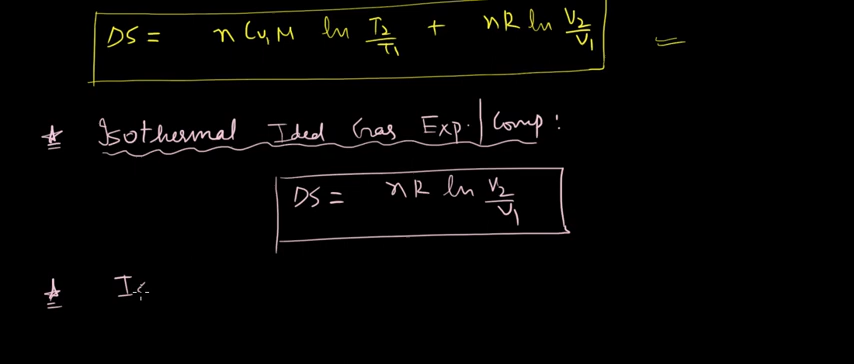 DS = n Cv,M ln T2/T1 + nR ln V2/V1
* Isothermal Ideal Gas Exp. | Comp :
DS = nR ln V2/V1
* Is